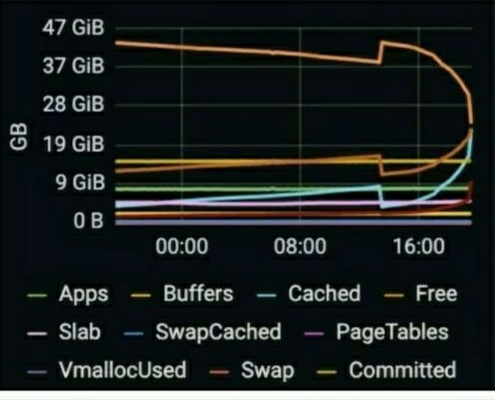 47 GiB
37 GiB
28 GiB
19 GiB
9 GiB
0 B
GB
00:00 08:00 16:00
Apps Buffers Cached Free
Slab SwapCached PageTables
VmallocUsed Swap Committed